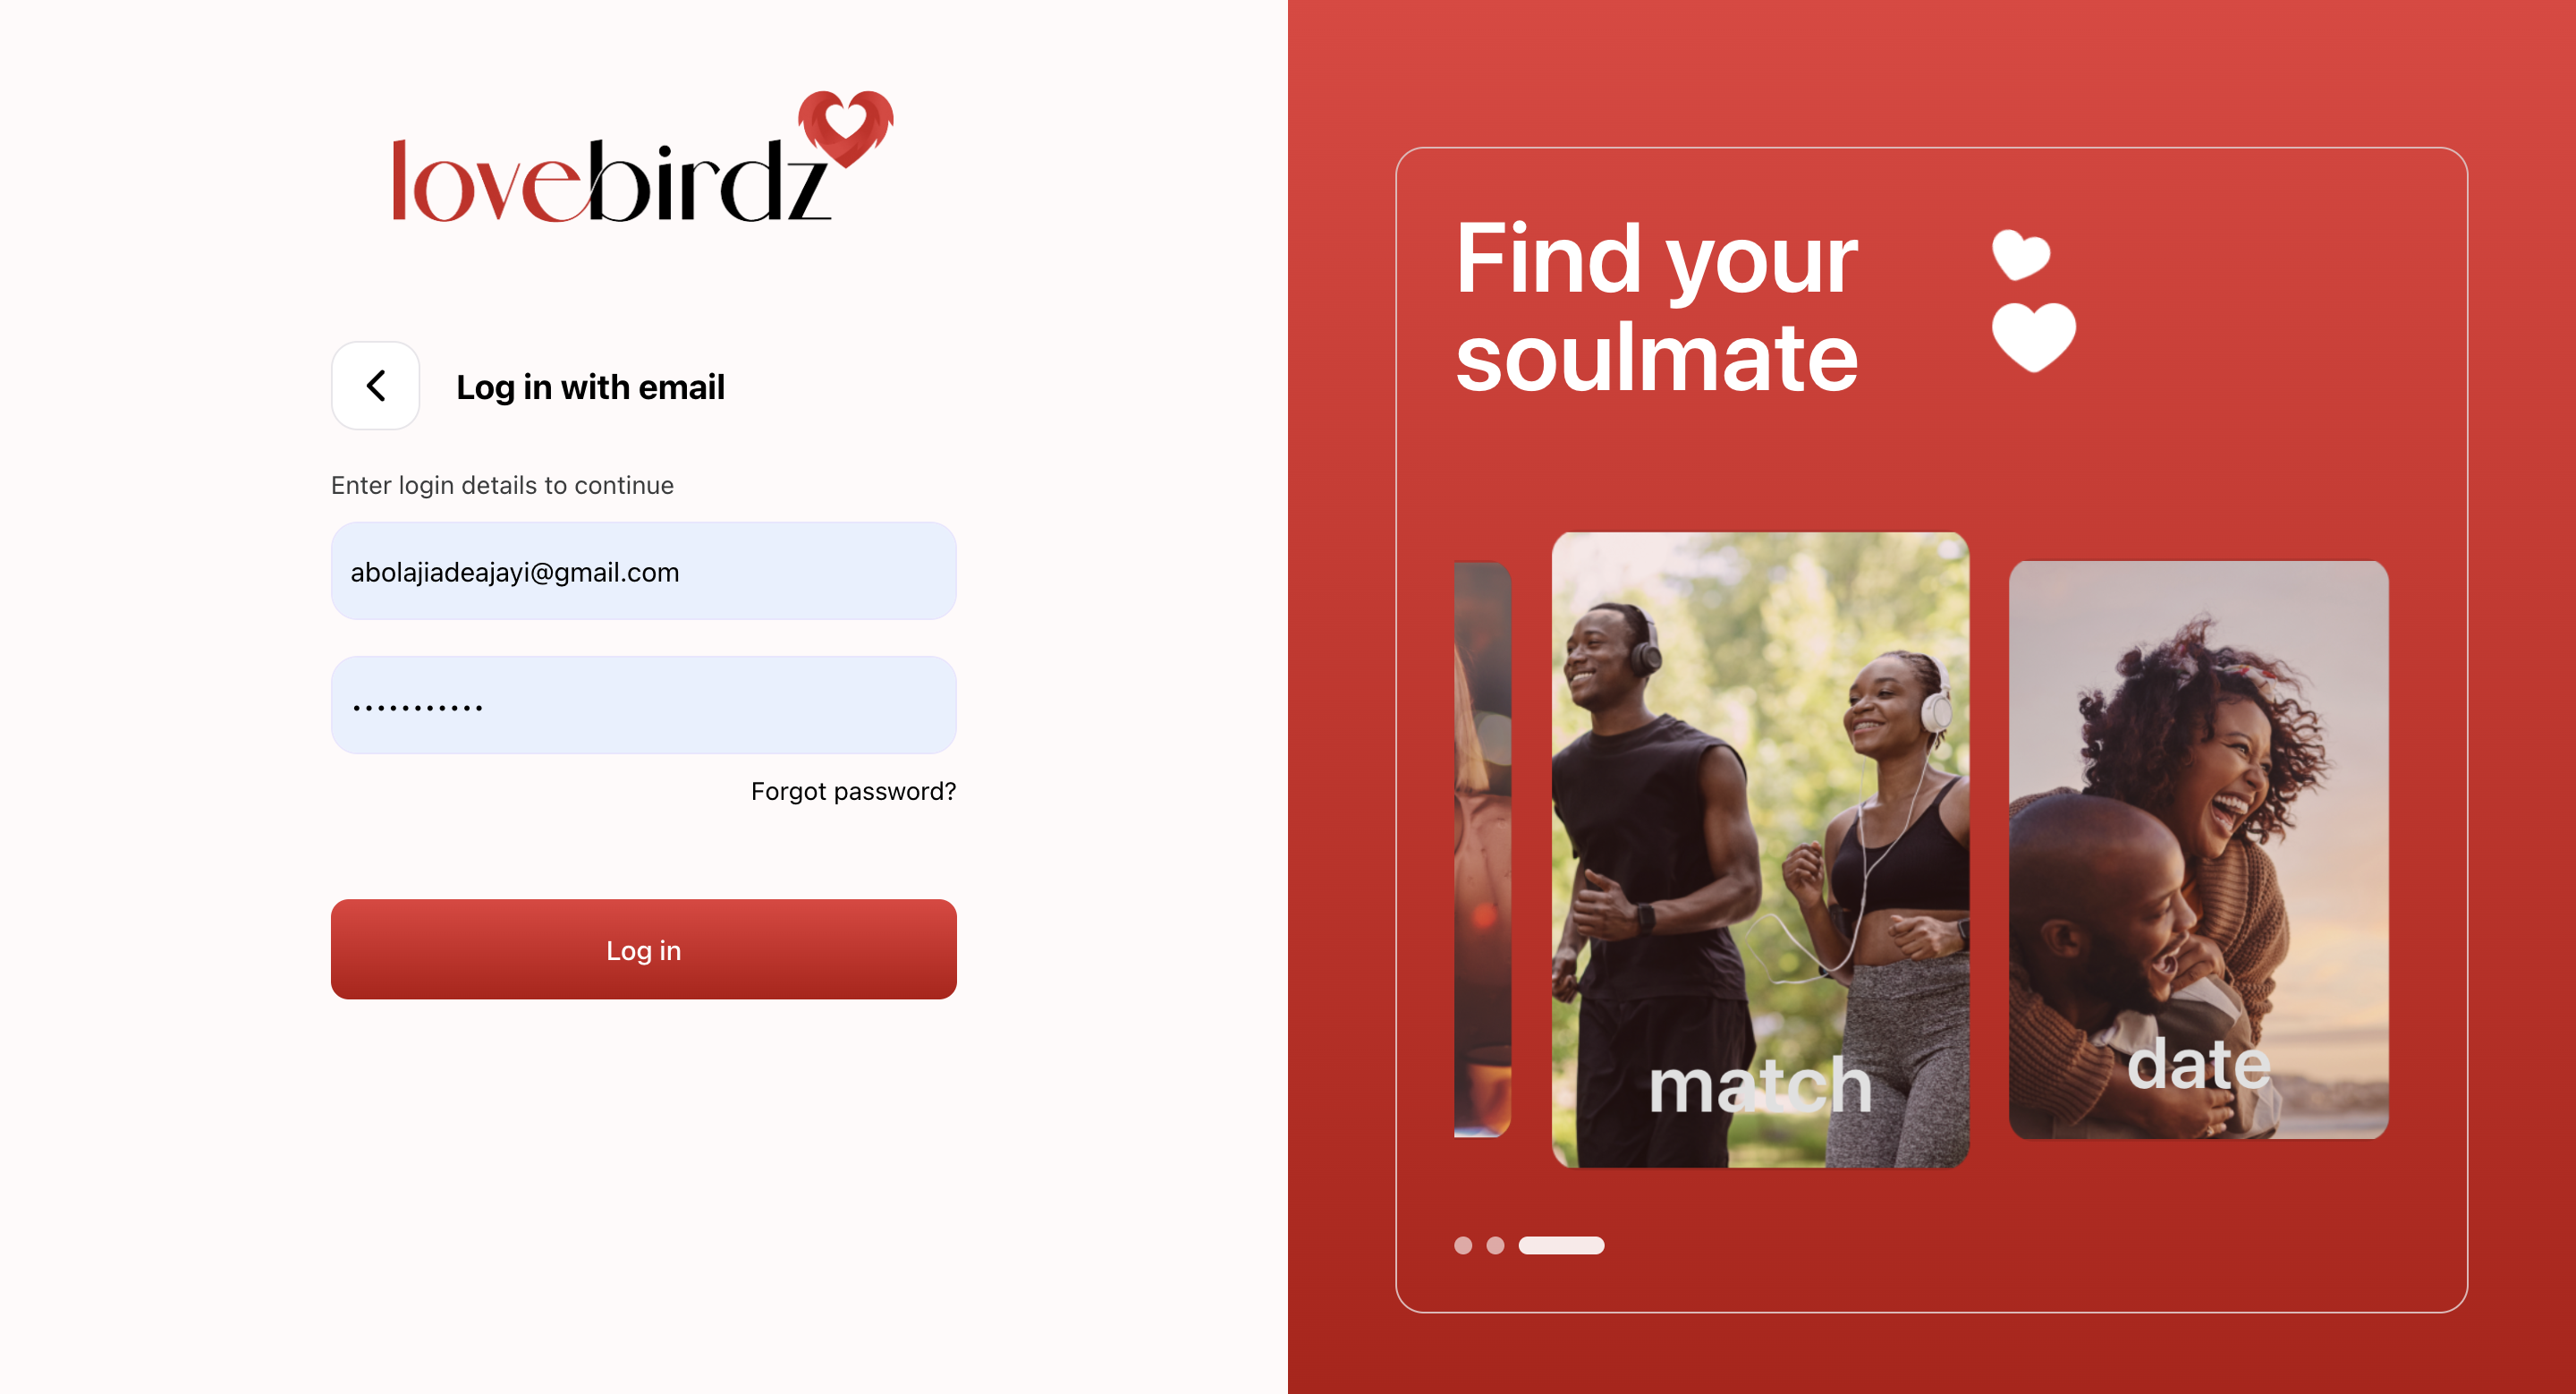 lovebirdz
Log in with email
Enter login details to continue
abolajiadeajayi@gmail.com
•••••••••••
Forgot password?
Log in
Find your
soulmate
match
date